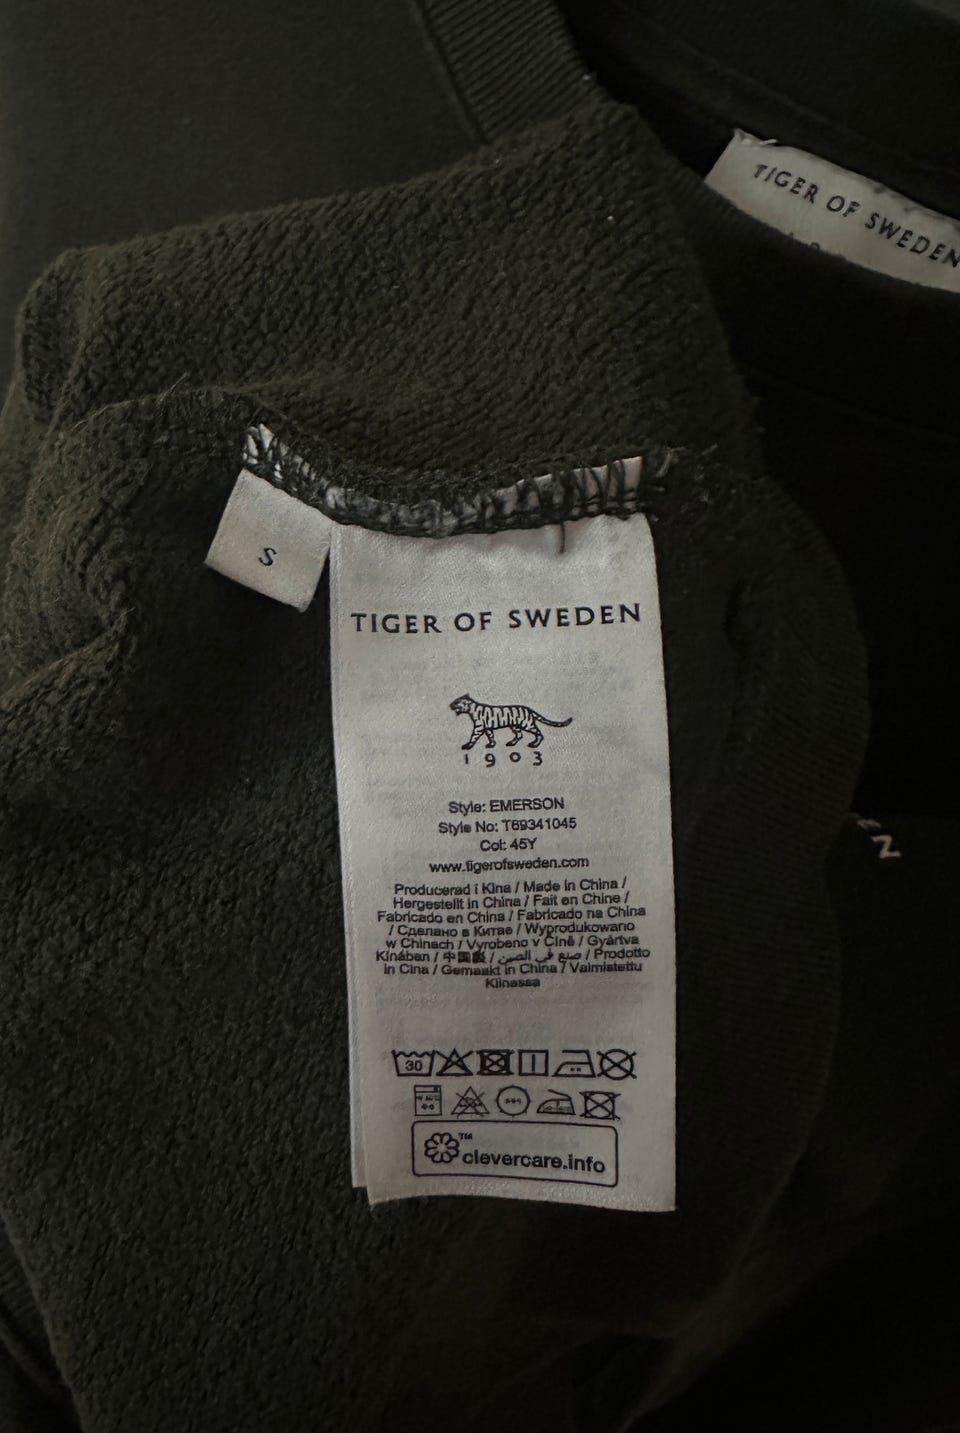 TIGER OF SWEDEN
S
TIGER OF SWEDEN
1903
Style: EMERSON
Style No: T69341045
Col: 45Y
www.tigerofsweden.com
Producerad i Kina / Made in China /
Hergestellt in China / Fait en Chine /
Fabricado en China / Fabricado na China
/ Сделано в Китае / Wyprodukowano
w Chinach / Vyrobeno v Číně / Gyártva
Kínában / 中国製 / صنع في الصين / Prodotto
in Cina / Gemaakt in China / Valmistettu
Kiinassa
30
™
clevercare.info
N